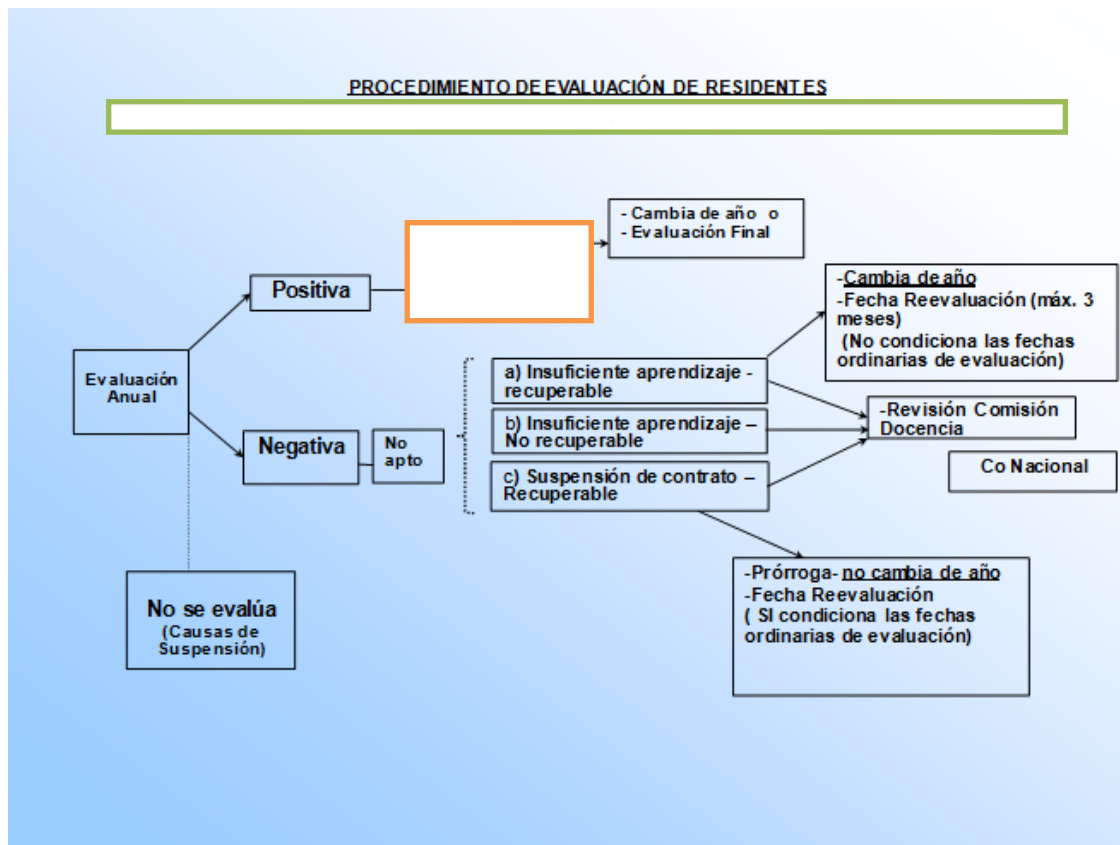 PROCEDIMIENTO DE EVALUACIÓN DE RESIDENTES
- Cambia de año o
- Evaluación Final
Positiva
-Cambia de año
-Fecha Reevaluación (máx. 3
meses)
(No condiciona las fechas
ordinarias de evaluación)
Evaluación
Anual
a) Insuficiente aprendizaje -
recuperable
Negativa
No
apto
b) Insuficiente aprendizaje –
No recuperable
-Revisión Comisión
Docencia
c) Suspensión de contrato –
Recuperable
Co Nacional
No se evalúa
(Causas de
Suspensión)
-Prórroga- no cambia de año
-Fecha Reevaluación
( SI condiciona las fechas
ordinarias de evaluación)